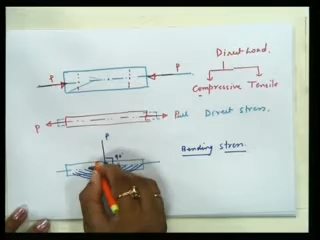 Direct Load.
P P
Compressive Tensile
P Pull Direct stress.
P
90°
Bending stress.